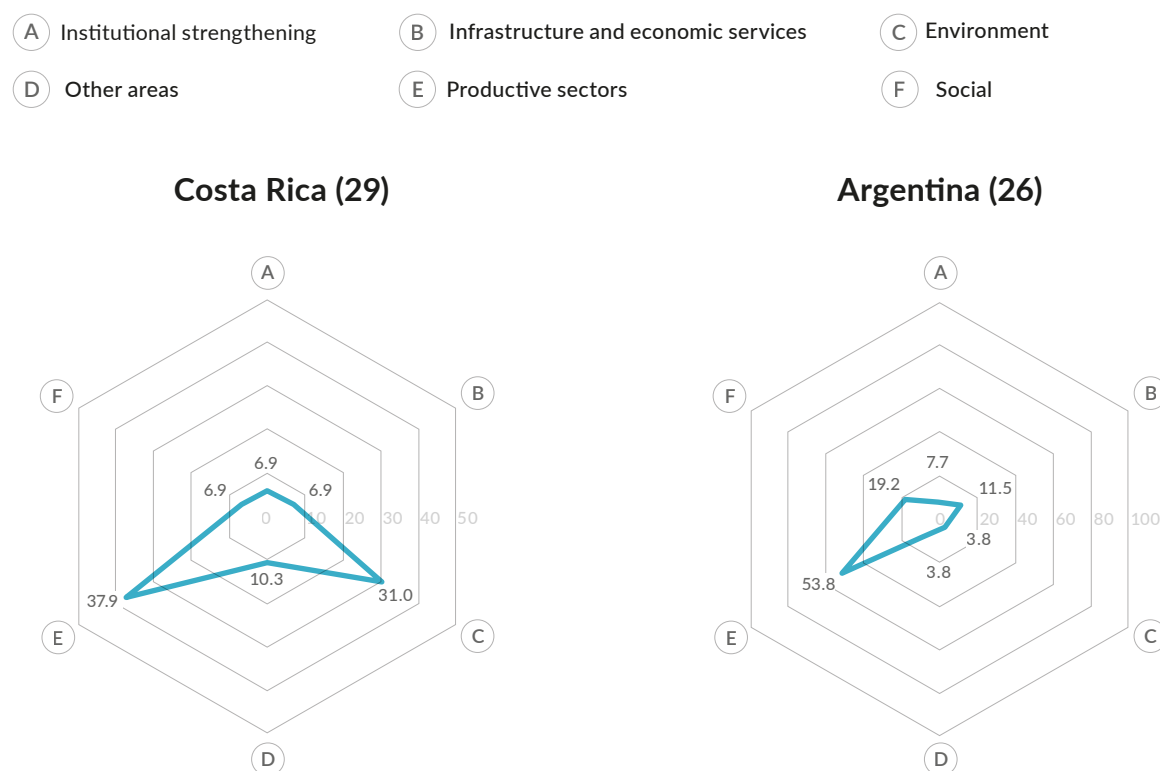 A Institutional strengthening B Infrastructure and economic services C Environment
D Other areas E Productive sectors F Social
Costa Rica (29)
A
F B
6.9
6.9 6.9
0 10 20 30 40 50
10.3
37.9 31.0
E C
D
Argentina (26)
A
F B
7.7
19.2 11.5
0 20 40 60 80 100
3.8
3.8
53.8
E C
D